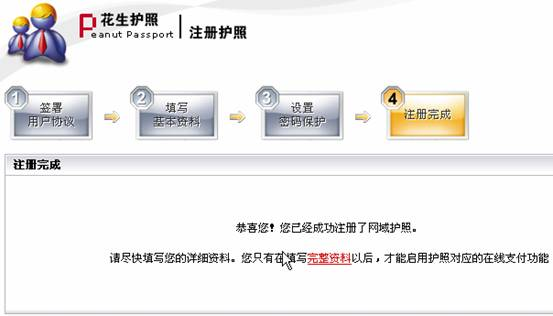 花生护照
Peanut Passport
注册护照
1
签署
用户协议
2
填写
基本资料
3
设置
密码保护
4
注册完成
注册完成
恭喜您！您已经成功注册了网域护照。
请尽快填写您的详细资料。您只有在填写完整资料以后，才能启用护照对应的在线支付功能